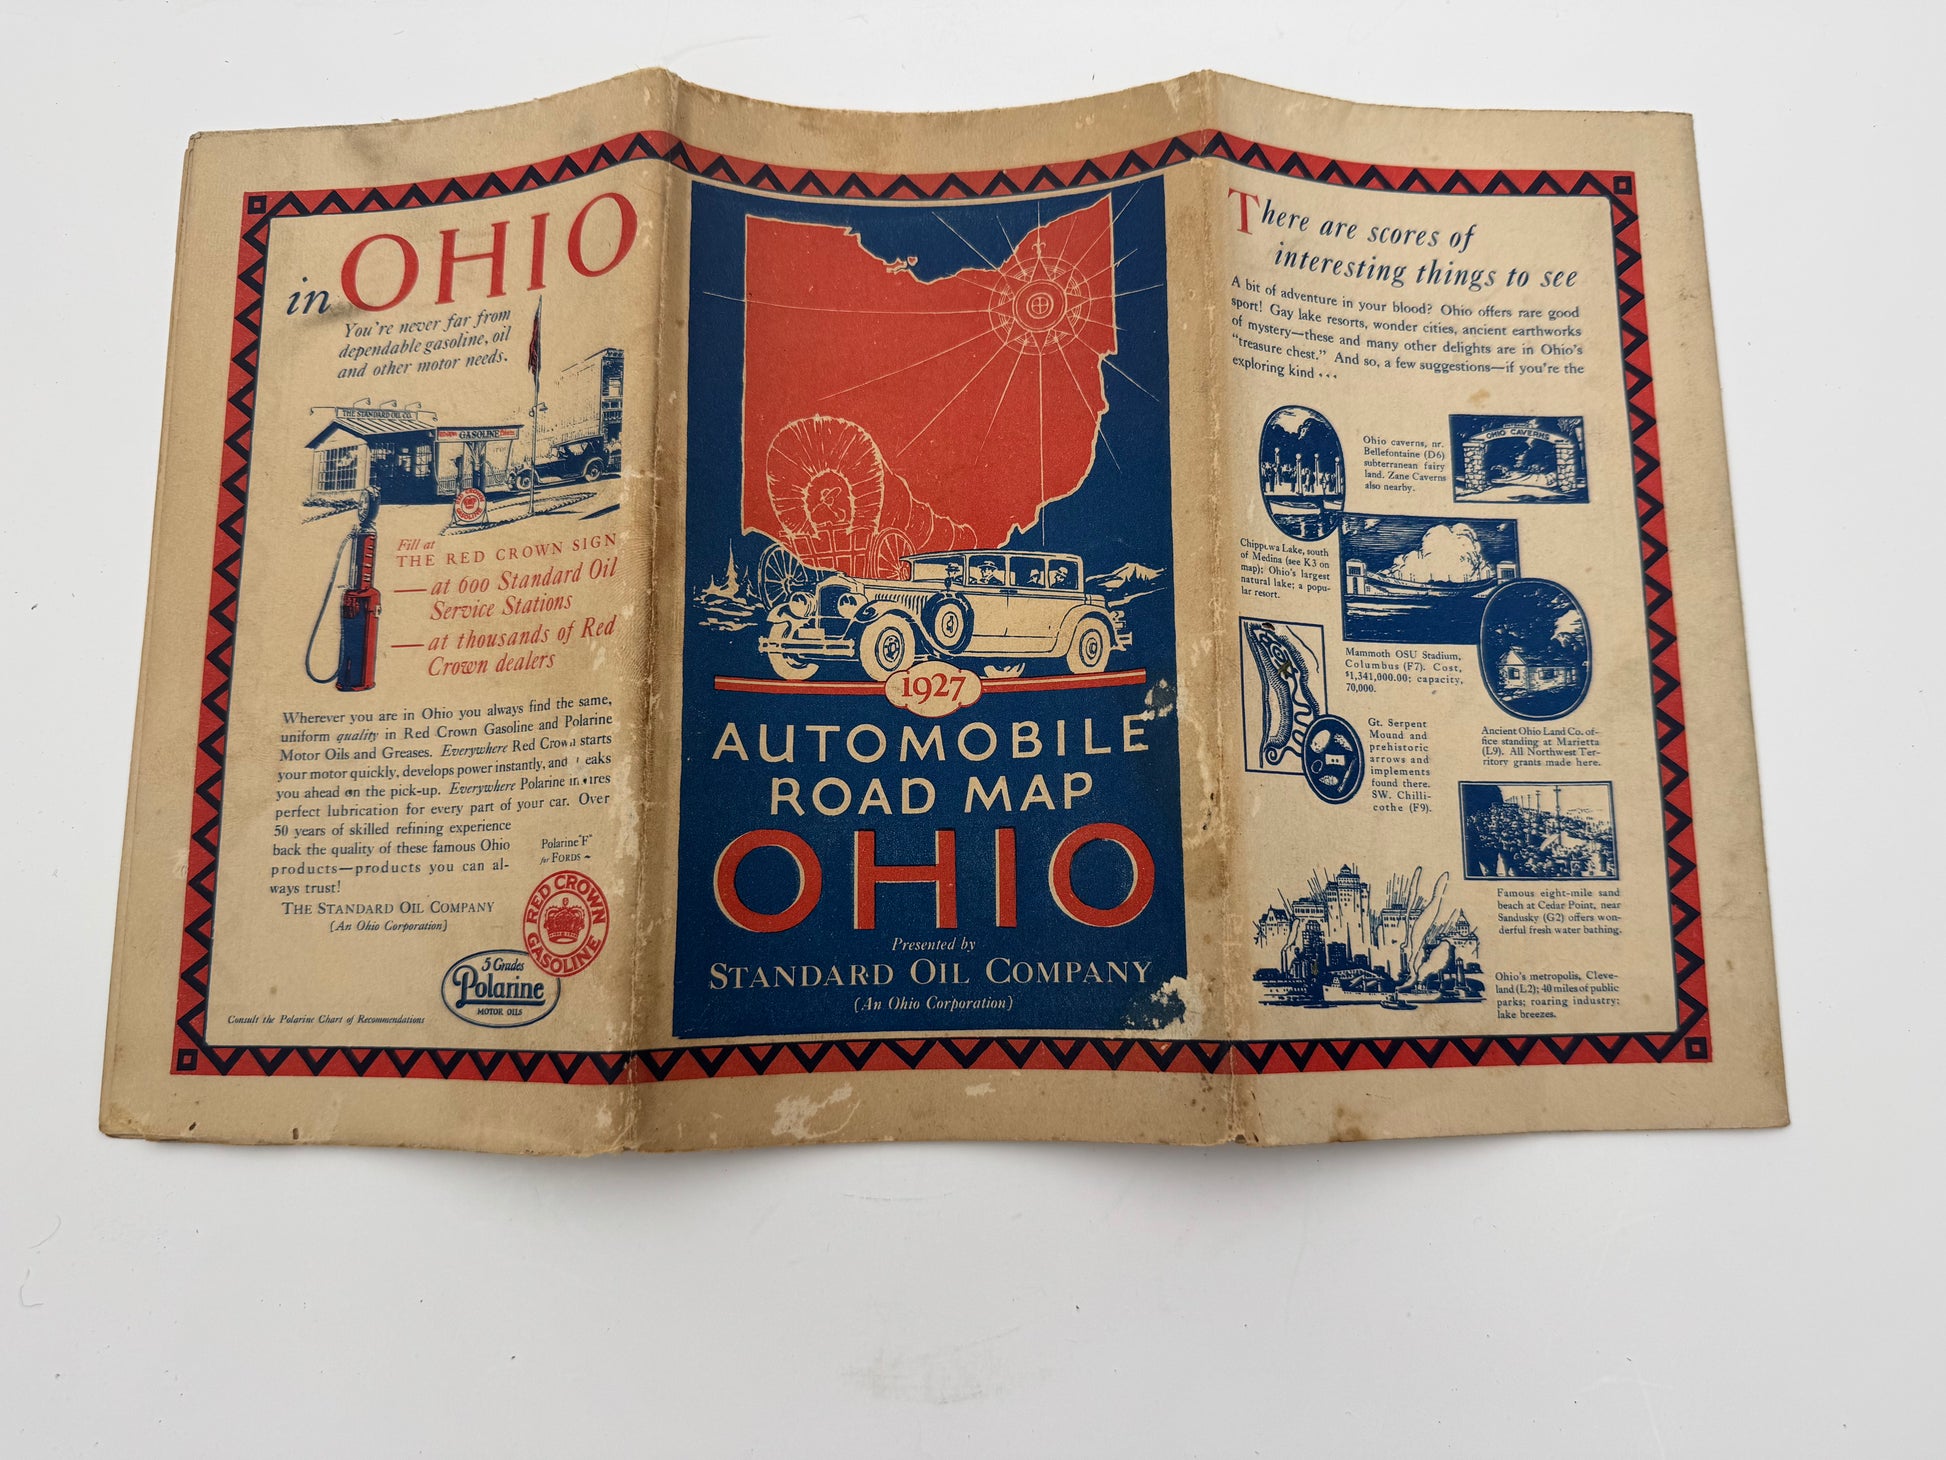 in OHIO
You're never far from
dependable gasoline, oil
and other motor needs.
THE STANDARD OIL CO.
GASOLINE
RED CROWN
GASOLINE
Fill at
THE RED CROWN SIGN
—at 600 Standard Oil
Service Stations
—at thousands of Red
Crown dealers
Wherever you are in Ohio you always find the same,
uniform quality in Red Crown Gasoline and Polarine
Motor Oils and Greases. Everywhere Red Crown starts
your motor quickly, develops power instantly, and
you ahead on the pick-up. Everywhere Polarine
perfect lubrication for every part of your car. Over
50 years of skilled refining experience
back the quality of these famous Ohio
products—products you can al-
ways trust!
THE STANDARD OIL COMPANY
(An Ohio Corporation)
Polarine "F"
for FORDS ~
RED CROWN
GASOLINE
5 Grades
Polarine
MOTOR OILS
Consult the Polarine Chart of Recommendations
1927
AUTOMOBILE
ROAD MAP
OHIO
Presented by
STANDARD OIL COMPANY
(An Ohio Corporation)
There are scores of
interesting things to see
A bit of adventure in your blood? Ohio offers rare good
sport! Gay lake resorts, wonder cities, ancient earthworks
of mystery—these and many other delights are in Ohio's
"treasure chest." And so, a few suggestions—if you're the
exploring kind . . .
Ohio caverns, nr.
Bellefontaine (D6)
subterranean fairy
land. Zane Caverns
also nearby.
OHIO CAVERNS
Chippewa Lake, south
of Medina (see K3 on
map); Ohio's largest
natural lake; a popu-
lar resort.
Mammoth OSU Stadium,
Columbus (F7). Cost,
$1,341,000.00; capacity,
70,000.
Gt. Serpent
Mound and
prehistoric
arrows and
implements
found there.
SW. Chilli-
cothe (F9).
Ancient Ohio Land Co. of-
fice standing at Marietta
(L9). All Northwest Ter-
ritory grants made here.
Famous eight-mile sand
beach at Cedar Point, near
Sandusky (G2) offers won-
derful fresh water bathing.
Ohio's metropolis, Cleve-
land (L2); 40 miles of public
parks; roaring industry;
lake breezes.